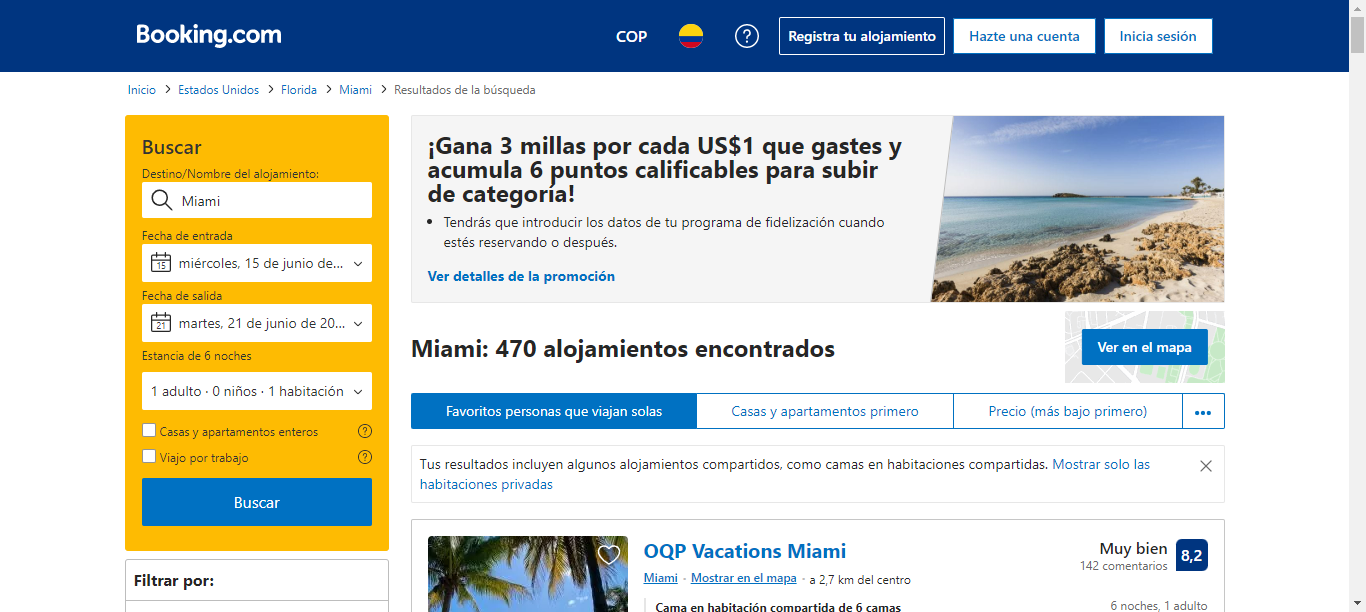 Booking.com
COP
Registra tu alojamiento
Hazte una cuenta
Inicia sesión
Inicio > Estados Unidos > Florida > Miami > Resultados de la búsqueda
Buscar
Destino/Nombre del alojamiento:
Miami
Fecha de entrada
15
miércoles, 15 de junio de...
Fecha de salida
21
martes, 21 de junio de 20...
Estancia de 6 noches
1 adulto · 0 niños · 1 habitación
Casas y apartamentos enteros
Viajo por trabajo
Buscar
Filtrar por:
¡Gana 3 millas por cada US$1 que gastes y
acumula 6 puntos calificables para subir
de categoría!
• Tendrás que introducir los datos de tu programa de fidelización cuando
estés reservando o después.
Ver detalles de la promoción
Miami: 470 alojamientos encontrados
Ver en el mapa
Favoritos personas que viajan solas
Casas y apartamentos primero
Precio (más bajo primero)
Tus resultados incluyen algunos alojamientos compartidos, como camas en habitaciones compartidas. Mostrar solo las
habitaciones privadas
OQP Vacations Miami
Miami · Mostrar en el mapa · a 2,7 km del centro
Cama en habitación compartida de 6 camas
Muy bien
142 comentarios
8,2
6 noches, 1 adulto